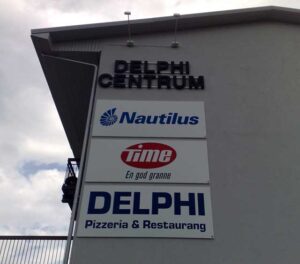 DELPHI
CENTRUM
Nautilus
Time
En god granne
DELPHI
Pizzeria & Restaurang